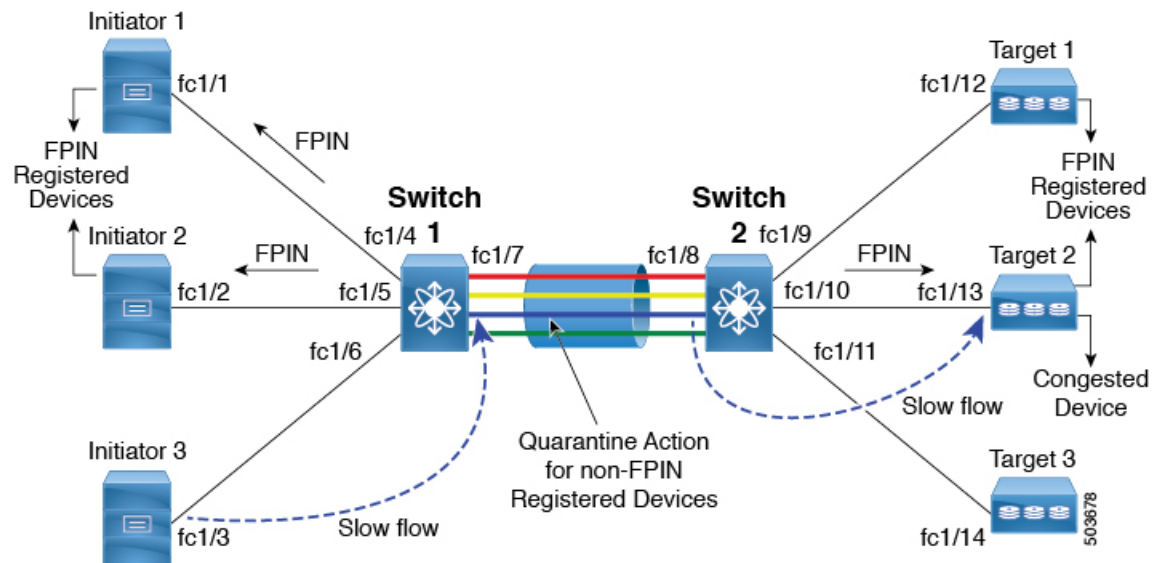 Initiator 1
fc1/1
FPIN
Registered
Devices
FPIN
Initiator 2
FPIN
fc1/2
Initiator 3
fc1/3
Slow flow
Switch
1
fc1/4
fc1/5
fc1/6
fc1/7
fc1/8
Quarantine Action
for non-FPIN
Registered Devices
Switch
2
fc1/9
fc1/10
fc1/11
FPIN
Slow flow
Target 1
fc1/12
FPIN
Registered
Devices
Target 2
fc1/13
Congested
Device
Target 3
fc1/14
503678